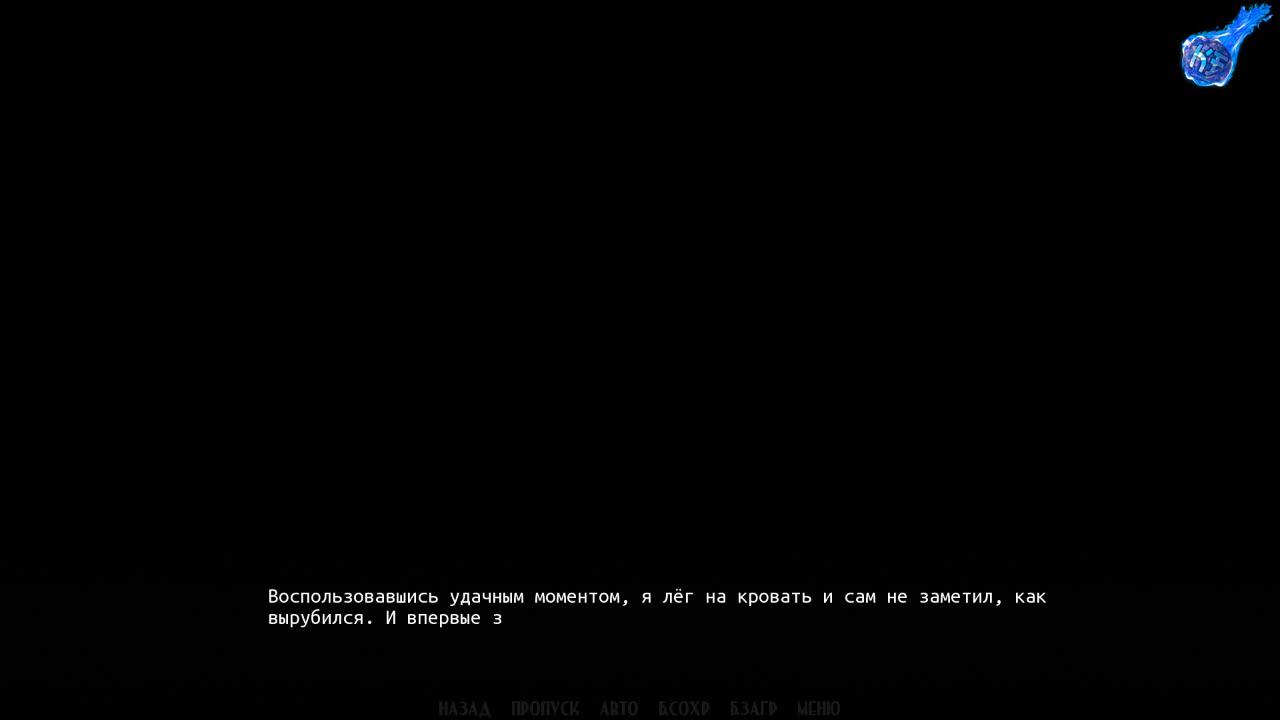 Воспользовавшись удачным моментом, я лёг на кровать и сам не заметил, как
вырубился. И впервые з
НАЗАД ПРОПУСК АВТО Б.СОХР Б.ЗАГР МЕНЮ